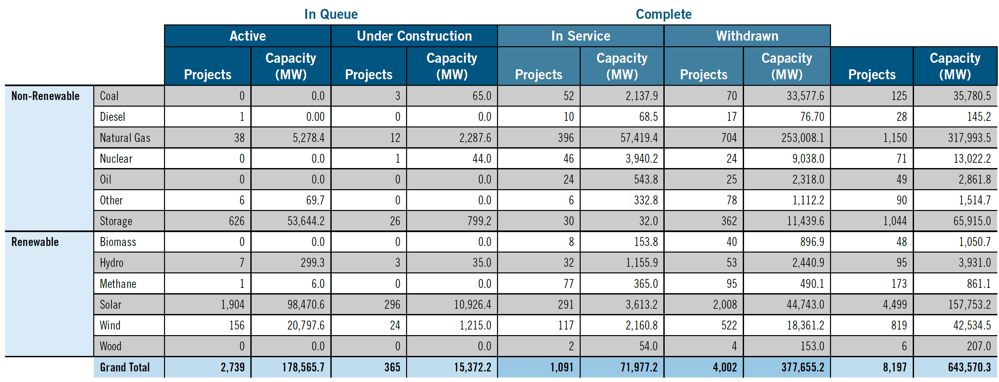 In Queue Complete
Active Under Construction In Service Withdrawn
Projects Capacity (MW) Projects Capacity (MW) Projects Capacity (MW) Projects Capacity (MW) Projects Capacity (MW)
Non-Renewable Coal 0 0.0 3 65.0 52 2,137.9 70 33,577.6 125 35,780.5
Diesel 1 0.00 0 0.0 10 68.5 17 76.70 28 145.2
Natural Gas 38 5,278.4 12 2,287.6 396 57,419.4 704 253,008.1 1,150 317,993.5
Nuclear 0 0.0 1 44.0 46 3,940.2 24 9,038.0 71 13,022.2
Oil 0 0.0 0 0.0 24 543.8 25 2,318.0 49 2,861.8
Other 6 69.7 0 0.0 6 332.8 78 1,112.2 90 1,514.7
Storage 626 53,644.2 26 799.2 30 32.0 362 11,439.6 1,044 65,915.0
Renewable Biomass 0 0.0 0 0.0 8 153.8 40 896.9 48 1,050.7
Hydro 7 299.3 3 35.0 32 1,155.9 53 2,440.9 95 3,931.0
Methane 1 6.0 0 0.0 77 365.0 95 490.1 173 861.1
Solar 1,904 98,470.6 296 10,926.4 291 3,613.2 2,008 44,743.0 4,499 157,753.2
Wind 156 20,797.6 24 1,215.0 117 2,160.8 522 18,361.2 819 42,534.5
Wood 0 0.0 0 0.0 2 54.0 4 153.0 6 207.0
Grand Total 2,739 178,565.7 365 15,372.2 1,091 71,977.2 4,002 377,655.2 8,197 643,570.3